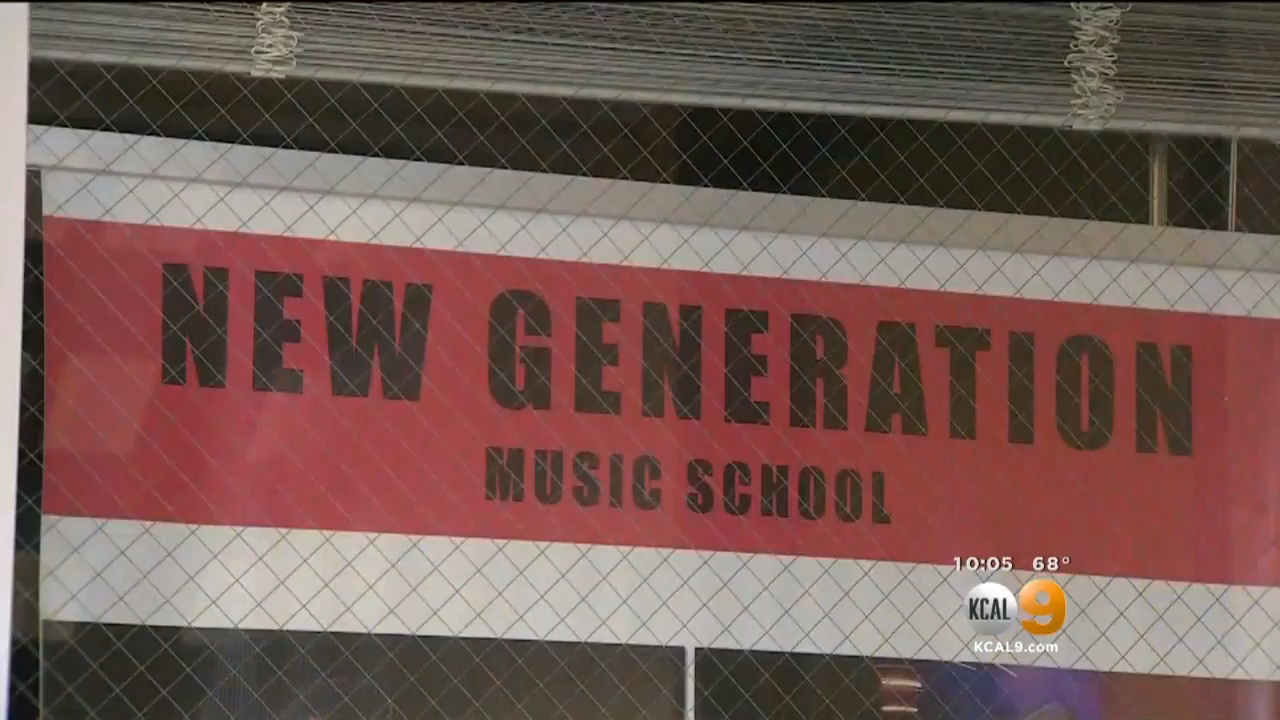 NEW GENERATION
MUSIC SCHOOL
10:05 68°
KCAL 9
KCAL9.com